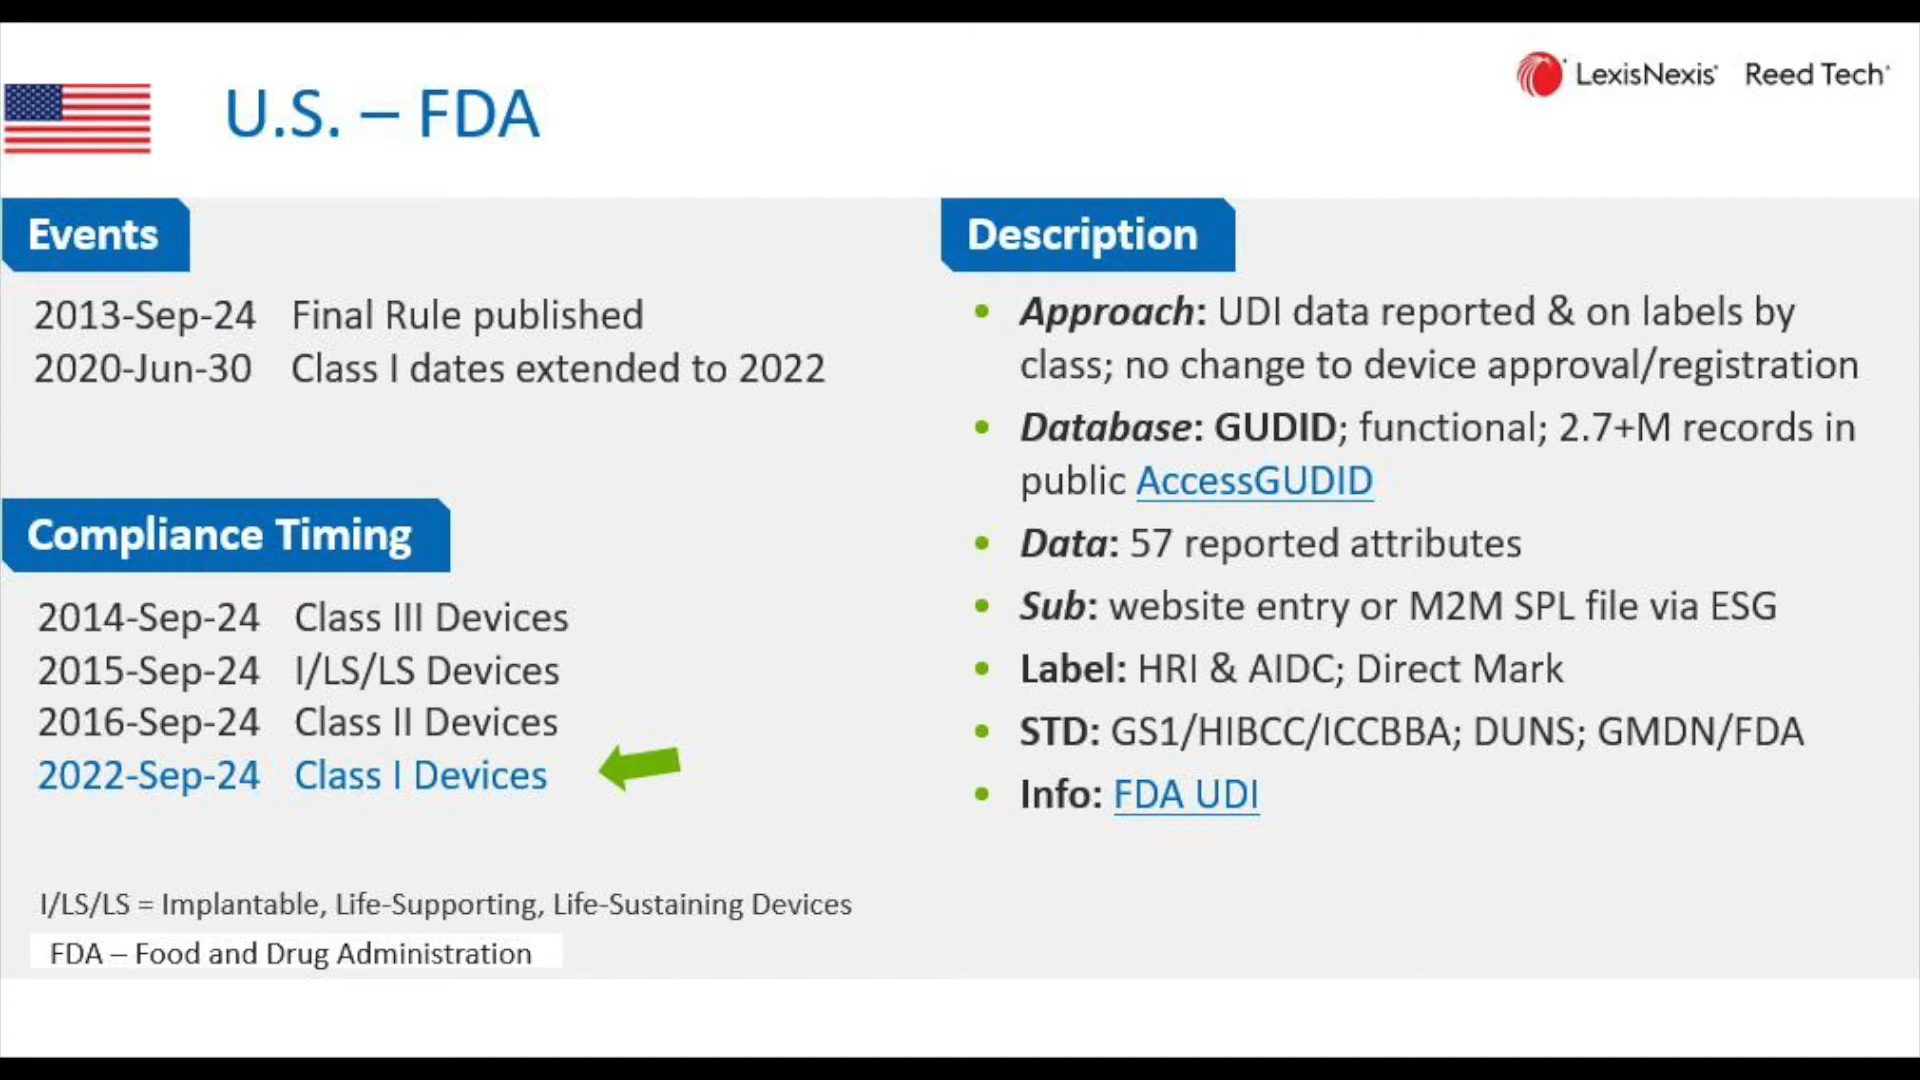 LexisNexis® Reed Tech®
U.S. – FDA
Events
2013-Sep-24 Final Rule published
2020-Jun-30 Class I dates extended to 2022
Compliance Timing
2014-Sep-24 Class III Devices
2015-Sep-24 I/LS/LS Devices
2016-Sep-24 Class II Devices
2022-Sep-24 Class I Devices
I/LS/LS = Implantable, Life-Supporting, Life-Sustaining Devices
FDA – Food and Drug Administration
Description
• Approach: UDI data reported & on labels by
class; no change to device approval/registration
• Database: GUDID; functional; 2.7+M records in
public AccessGUDID
• Data: 57 reported attributes
• Sub: website entry or M2M SPL file via ESG
• Label: HRI & AIDC; Direct Mark
• STD: GS1/HIBCC/ICCBBA; DUNS; GMDN/FDA
• Info: FDA UDI